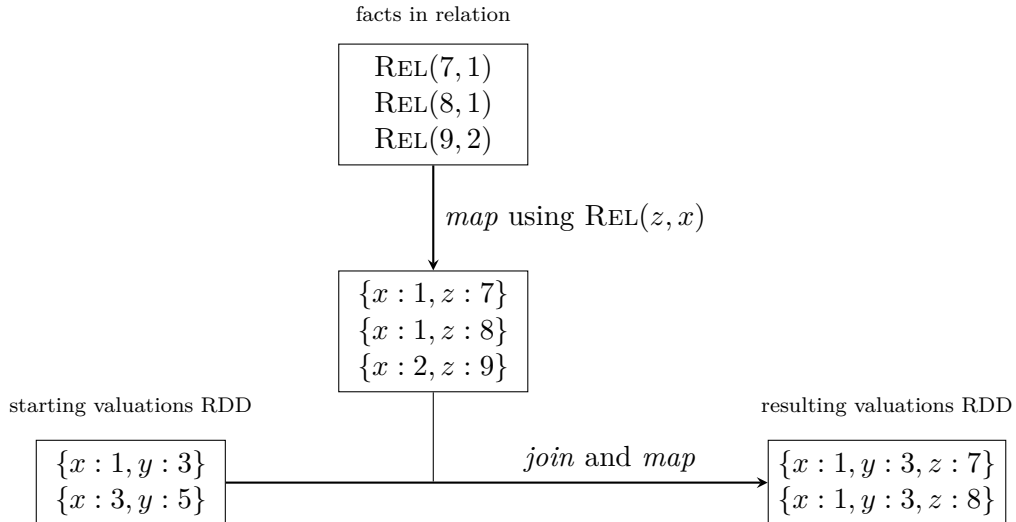 facts in relation
REL(7, 1)
REL(8, 1)
REL(9, 2)
map using REL(z, x)
{x : 1, z : 7}
{x : 1, z : 8}
{x : 2, z : 9}
starting valuations RDD
{x : 1, y : 3}
{x : 3, y : 5}
join and map
resulting valuations RDD
{x : 1, y : 3, z : 7}
{x : 1, y : 3, z : 8}